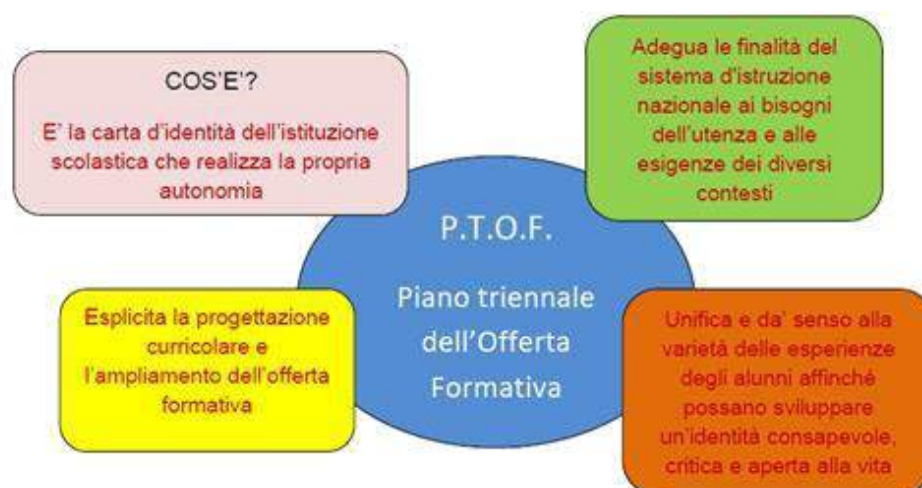 COS'E'?
E' la carta d'identità dell'istituzione
scolastica che realizza la propria
autonomia
Adegua le finalità del
sistema d'istruzione
nazionale ai bisogni
dell'utenza e alle
esigenze dei diversi
contesti
P.T.O.F.
Piano triennale
dell'Offerta
Formativa
Esplicita la progettazione
curricolare e
l'ampliamento dell'offerta
formativa
Unifica e da' senso alla
varietà delle esperienze
degli alunni affinché
possano sviluppare
un'identità consapevole,
critica e aperta alla vita